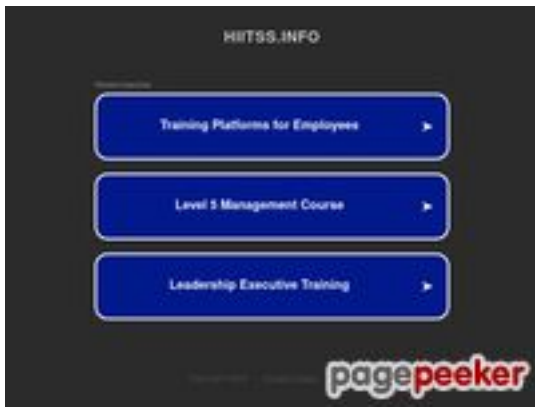 HIITSS.INFO
Training Platforms for Employees
Level 5 Management Course
Leadership Executive Training
pagepeeker